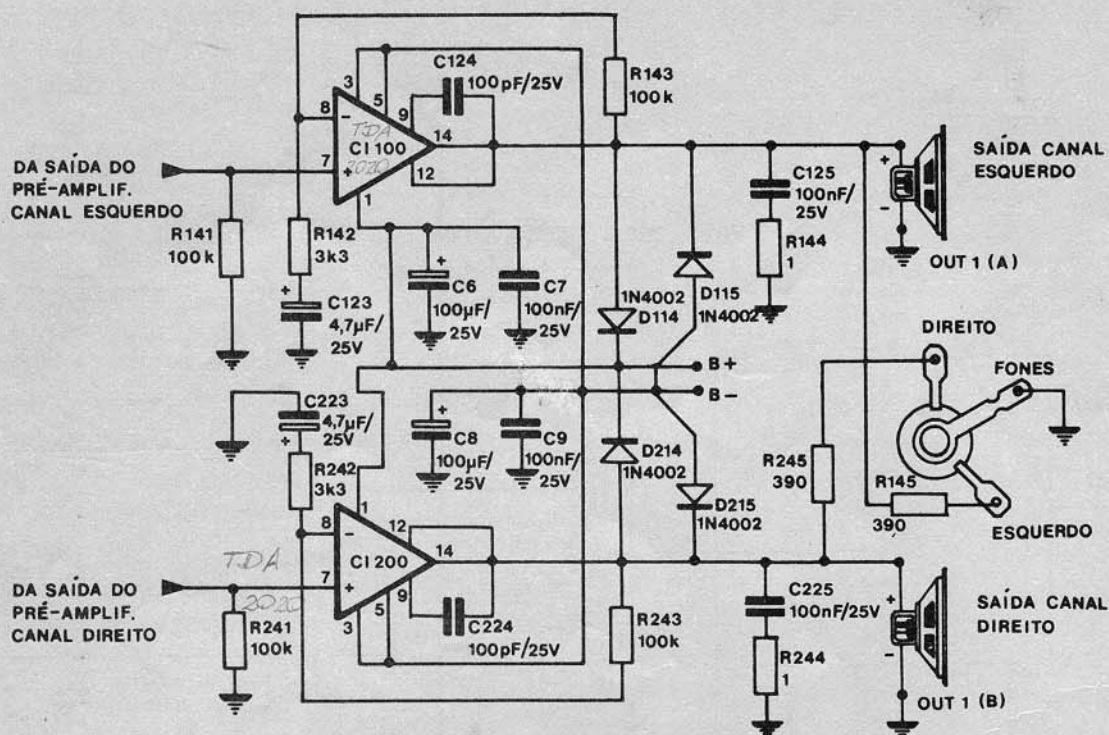 C124
100pF/25V
R143
100k
3
5
9
8
-
TDA
CI 100
2020
14
7
+
12
1
DA SAÍDA DO
PRÉ-AMPLIF.
CANAL ESQUERDO
R141
100k
R142
3k3
+
C123
4,7µF/
25V
+
C6
100µF/
25V
C7
100nF/
25V
1N4002
D114
D115
1N4002
C125
100nF/
25V
R144
1
+
-
SAÍDA CANAL
ESQUERDO
OUT 1 (A)
DIREITO
FONES
B+
B-
C223
4,7µF/
25V
+
R242
3k3
+
C8
100µF/
25V
C9
100nF/
25V
D214
1N4002
D215
1N4002
R245
390
R145
390
ESQUERDO
1
8
-
12
14
CI 200
7
+
5
9
3
TDA
2020
DA SAÍDA DO
PRÉ-AMPLIF.
CANAL DIREITO
R241
100k
C224
100pF/25V
R243
100k
C225
100nF/25V
R244
1
+
-
SAÍDA CANAL
DIREITO
OUT 1 (B)